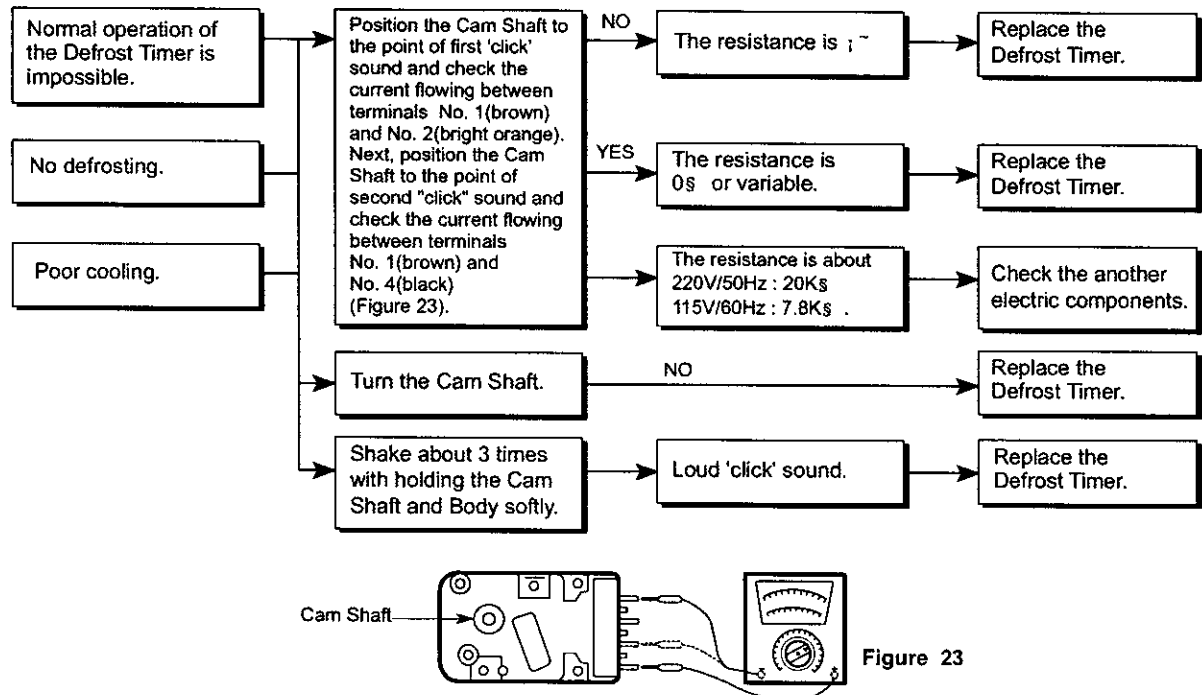 Normal operation of
the Defrost Timer is
impossible.
No defrosting.
Poor cooling.
Position the Cam Shaft to
the point of first 'click'
sound and check the
current flowing between
terminals No. 1(brown)
and No. 2(bright orange).
Next, position the Cam
Shaft to the point of
second "click" sound and
check the current flowing
between terminals
No. 1(brown) and
No. 4(black)
(Figure 23).
NO
The resistance is ¡˜
Replace the
Defrost Timer.
YES
The resistance is
0§ or variable.
Replace the
Defrost Timer.
The resistance is about
220V/50Hz : 20K§
115V/60Hz : 7.8K§ .
Check the another
electric components.
Turn the Cam Shaft.
NO
Replace the
Defrost Timer.
Shake about 3 times
with holding the Cam
Shaft and Body softly.
Loud 'click' sound.
Replace the
Defrost Timer.
Cam Shaft
Figure 23